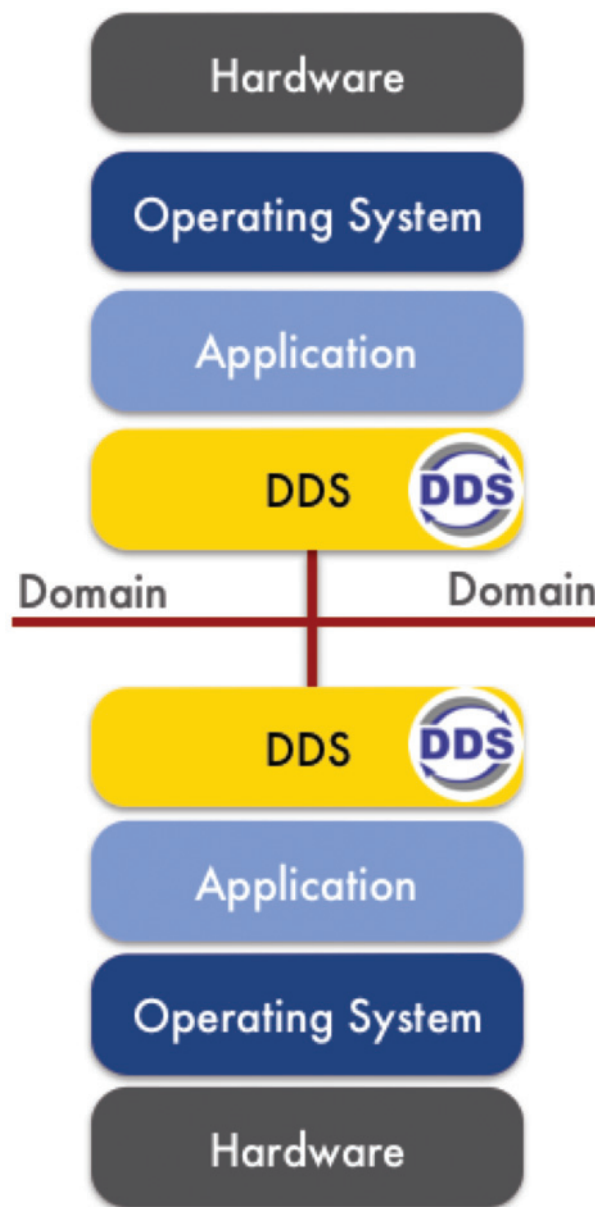 Hardware
Operating System
Application
DDS DDS
Domain Domain
DDS DDS
Application
Operating System
Hardware